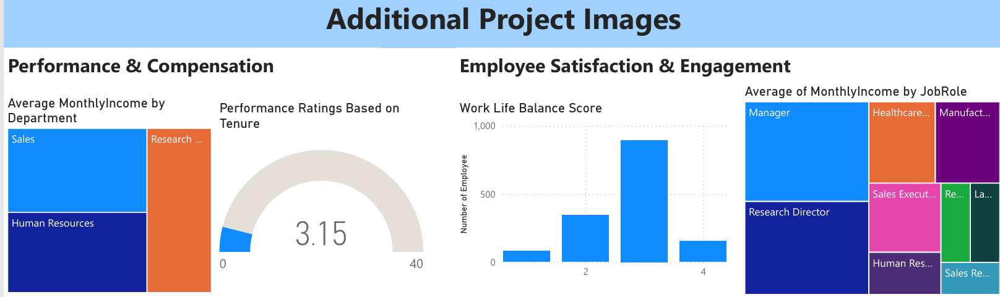 Additional Project Images
Performance & Compensation
Average MonthlyIncome by
Department
Sales
Research ...
Human Resources
Performance Ratings Based on
Tenure
3.15
0
40
Employee Satisfaction & Engagement
Work Life Balance Score
Number of Employee
1,000
500
0
2
4
Average of MonthlyIncome by JobRole
Manager
Healthcare...
Manufact...
Research Director
Sales Execut...
Re...
La...
Human Res...
Sales Re...